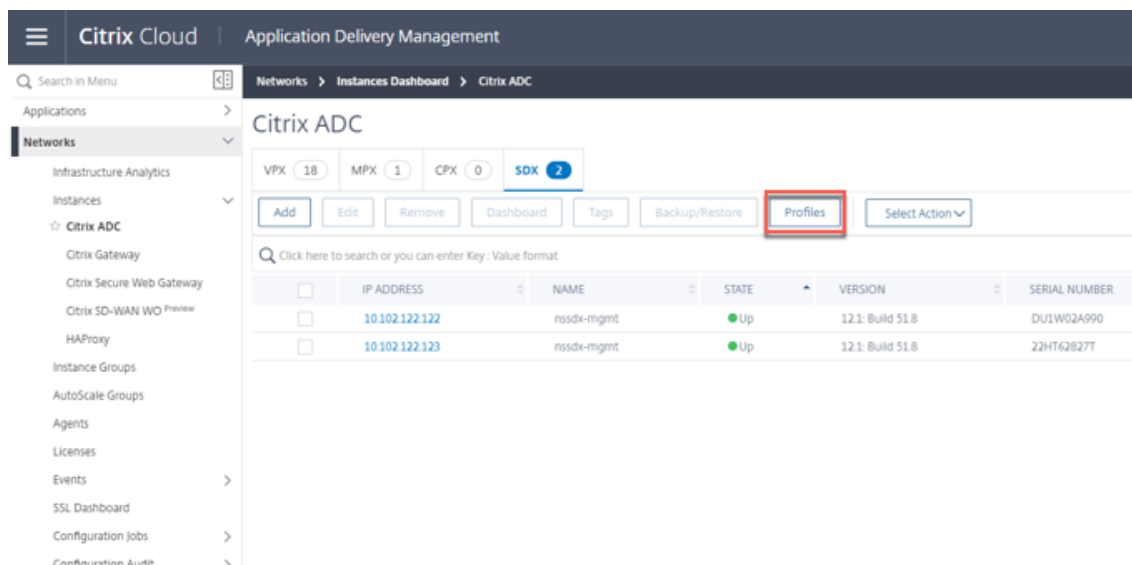 Citrix Cloud
Application Delivery Management
Search in Menu
Networks > Instances Dashboard > Citrix ADC
Applications
Networks
Infrastructure Analytics
Instances
Citrix ADC
Citrix Gateway
Citrix Secure Web Gateway
Citrix SD-WAN WO Preview
HAProxy
Instance Groups
AutoScale Groups
Agents
Licenses
Events
SSL Dashboard
Configuration Jobs
Configuration Audit
Citrix ADC
VPX 18 MPX 1 CPX 0 SDX 2
Add Edit Remove Dashboard Tags Backup/Restore Profiles Select Action
Click here to search or you can enter Key : Value format
IP ADDRESS NAME STATE VERSION SERIAL NUMBER
10.102.122.122 nssdx-mgmt Up 12.1: Build 51.8 DU1W02A990
10.102.122.123 nssdx-mgmt Up 12.1: Build 51.8 22HT62827T